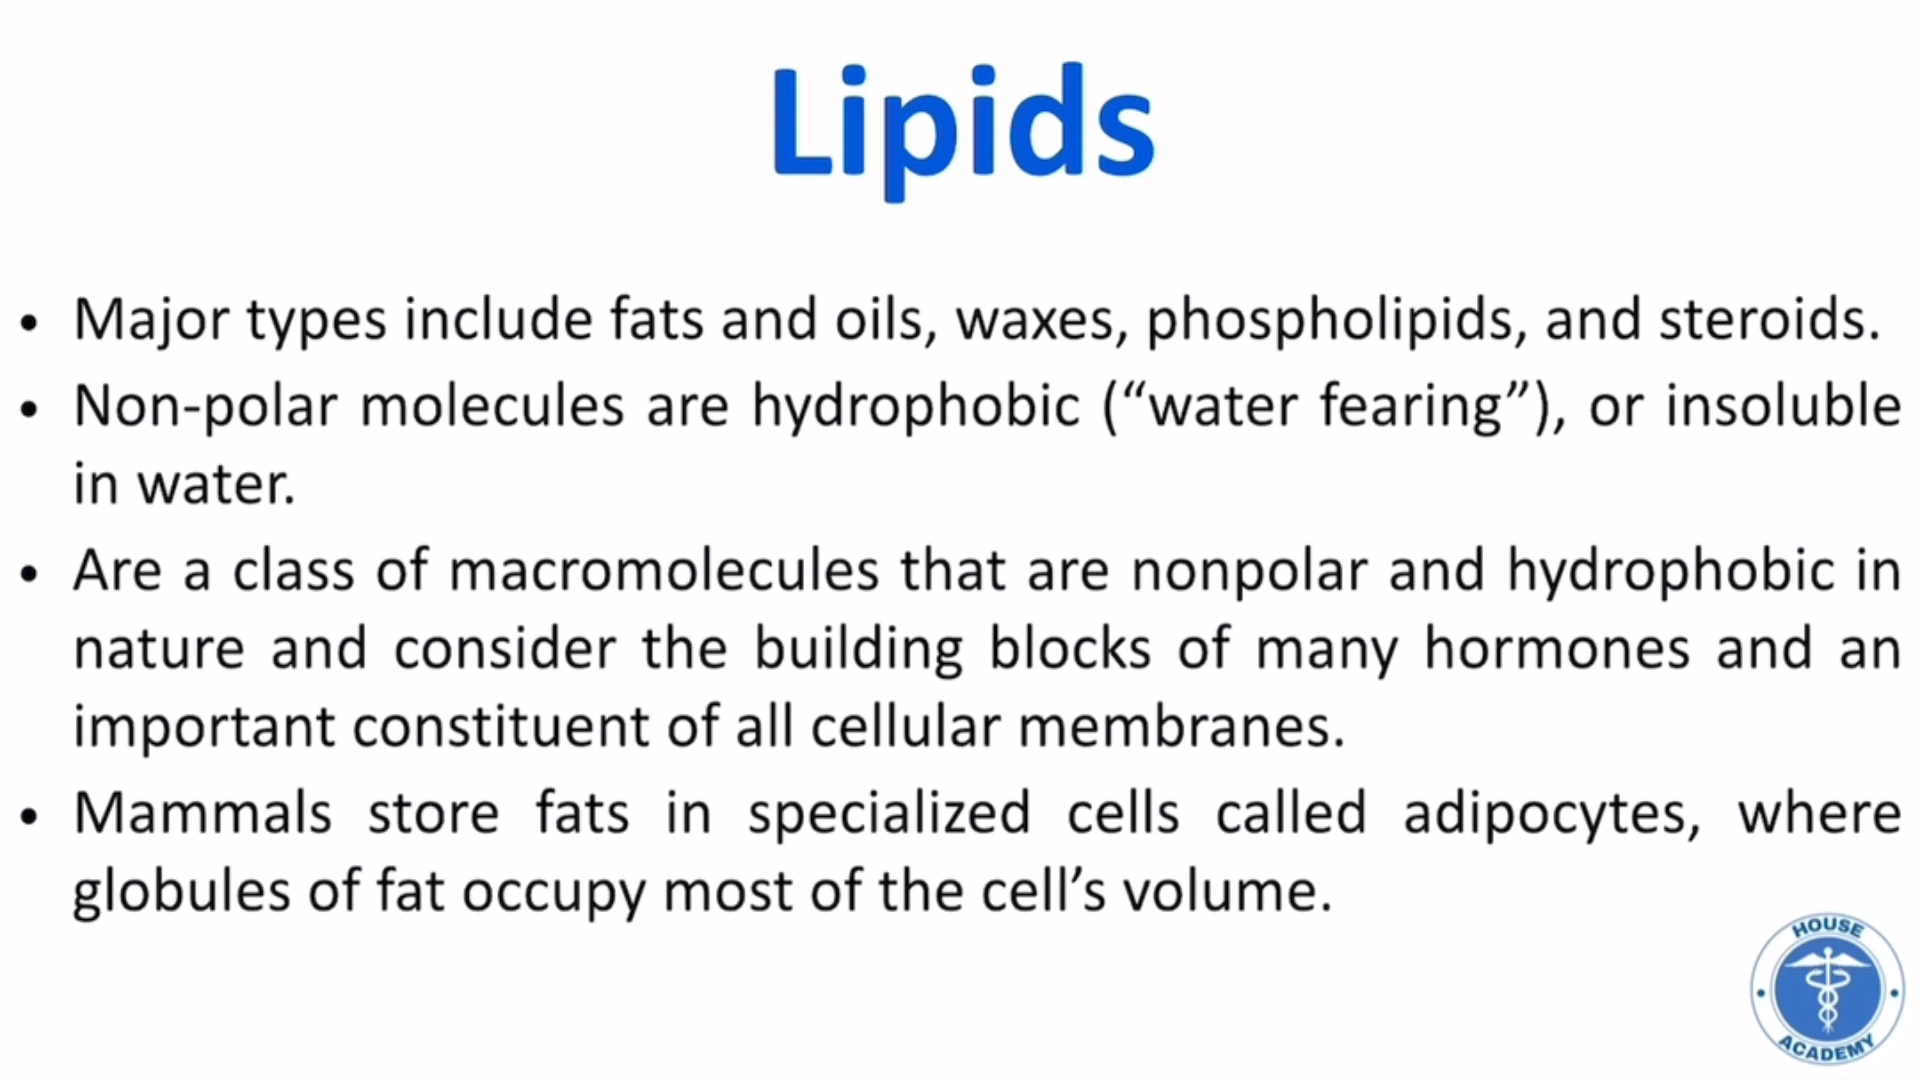 Lipids
• Major types include fats and oils, waxes, phospholipids, and steroids.
• Non-polar molecules are hydrophobic (“water fearing”), or insoluble
in water.
• Are a class of macromolecules that are nonpolar and hydrophobic in
nature and consider the building blocks of many hormones and an
important constituent of all cellular membranes.
• Mammals store fats in specialized cells called adipocytes, where
globules of fat occupy most of the cell’s volume.
HOUSE
ACADEMY